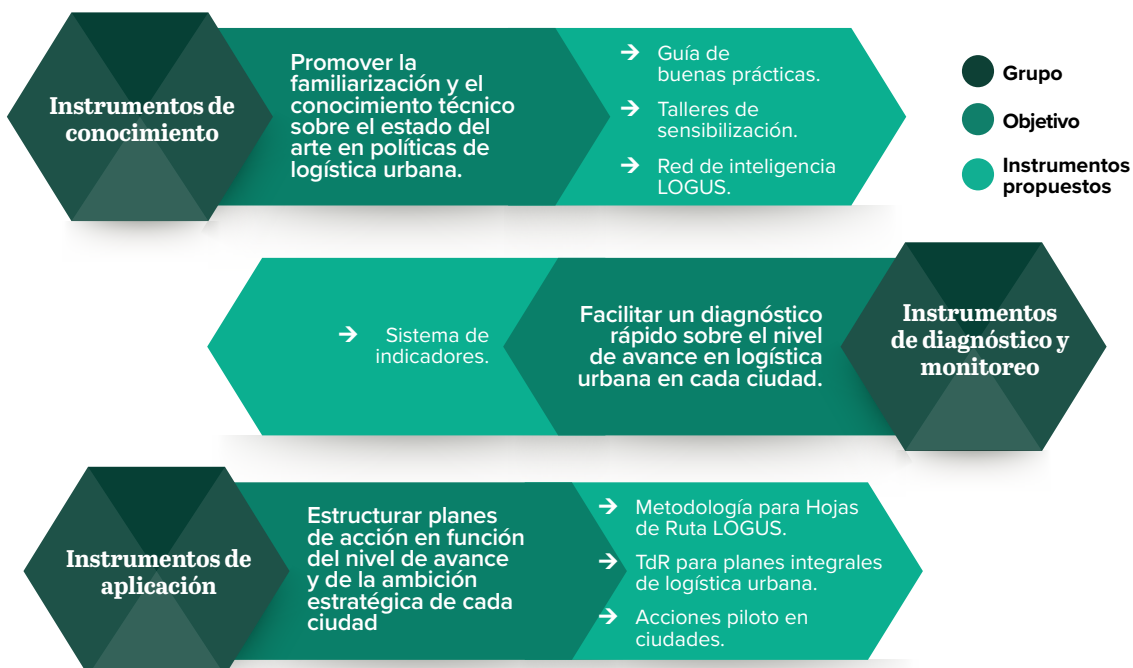 Instrumentos de
conocimiento
Promover la
familiarización y el
conocimiento técnico
sobre el estado del
arte en políticas de
logística urbana.
→ Guía de
buenas prácticas.
→ Talleres de
sensibilización.
→ Red de inteligencia
LOGUS.
Grupo
Objetivo
Instrumentos
propuestos
→ Sistema de
indicadores.
Facilitar un diagnóstico
rápido sobre el nivel
de avance en logística
urbana en cada ciudad.
Instrumentos
de diagnóstico y
monitoreo
Instrumentos de
aplicación
Estructurar planes
de acción en función
del nivel de avance
y de la ambición
estratégica de cada
ciudad
→ Metodología para Hojas
de Ruta LOGUS.
→ TdR para planes integrales
de logística urbana.
→ Acciones piloto en
ciudades.